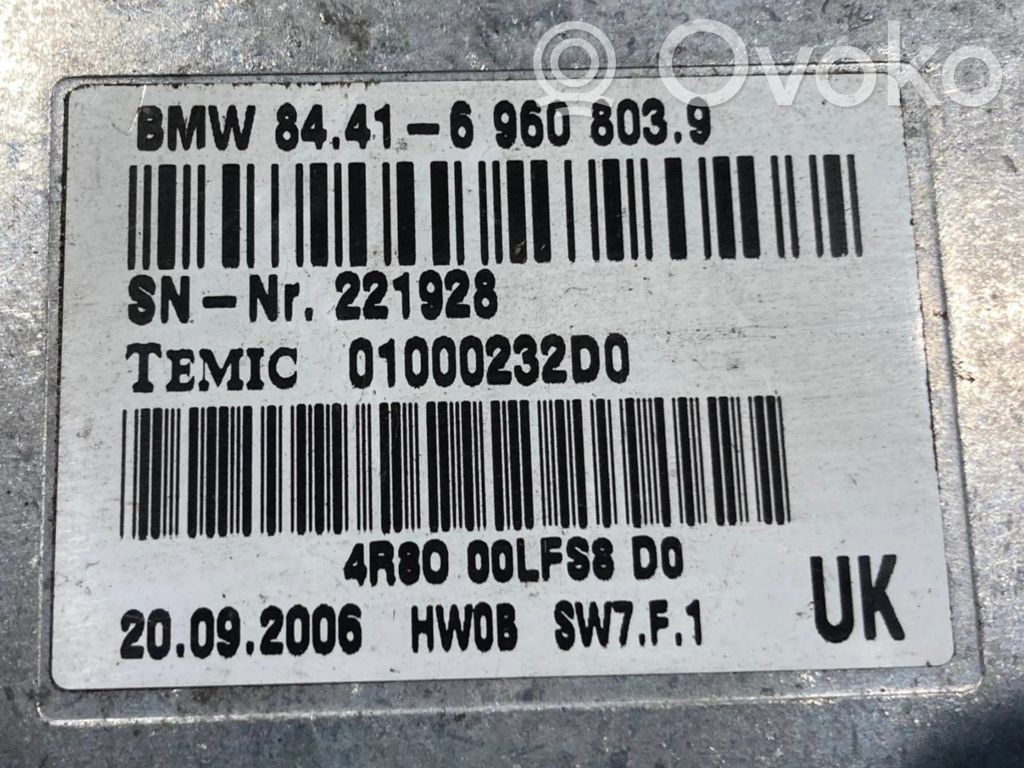 Ovoko
BMW 84.41-6 960 803.9
SN-Nr. 221928
TEMIC 01000232D0
4R80 00LFS8 D0
20.09.2006 HW0B SW7.F.1 UK